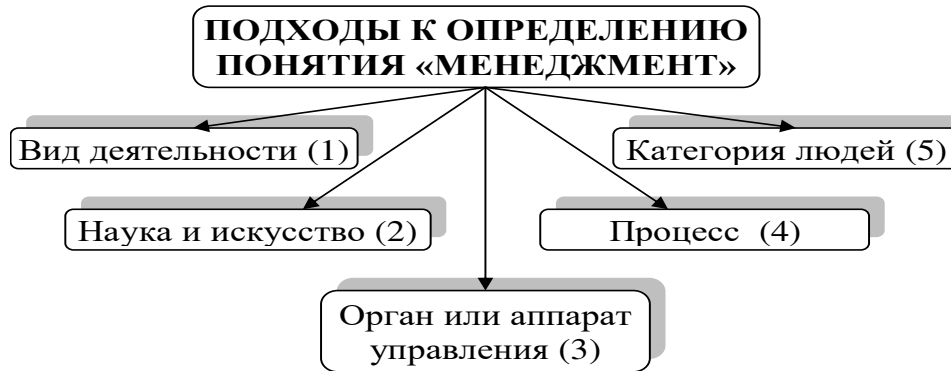 ПОДХОДЫ К ОПРЕДЕЛЕНИЮ
ПОНЯТИЯ «МЕНЕДЖМЕНТ»
Вид деятельности (1)
Категория людей (5)
Наука и искусство (2)
Процесс (4)
Орган или аппарат
управления (3)